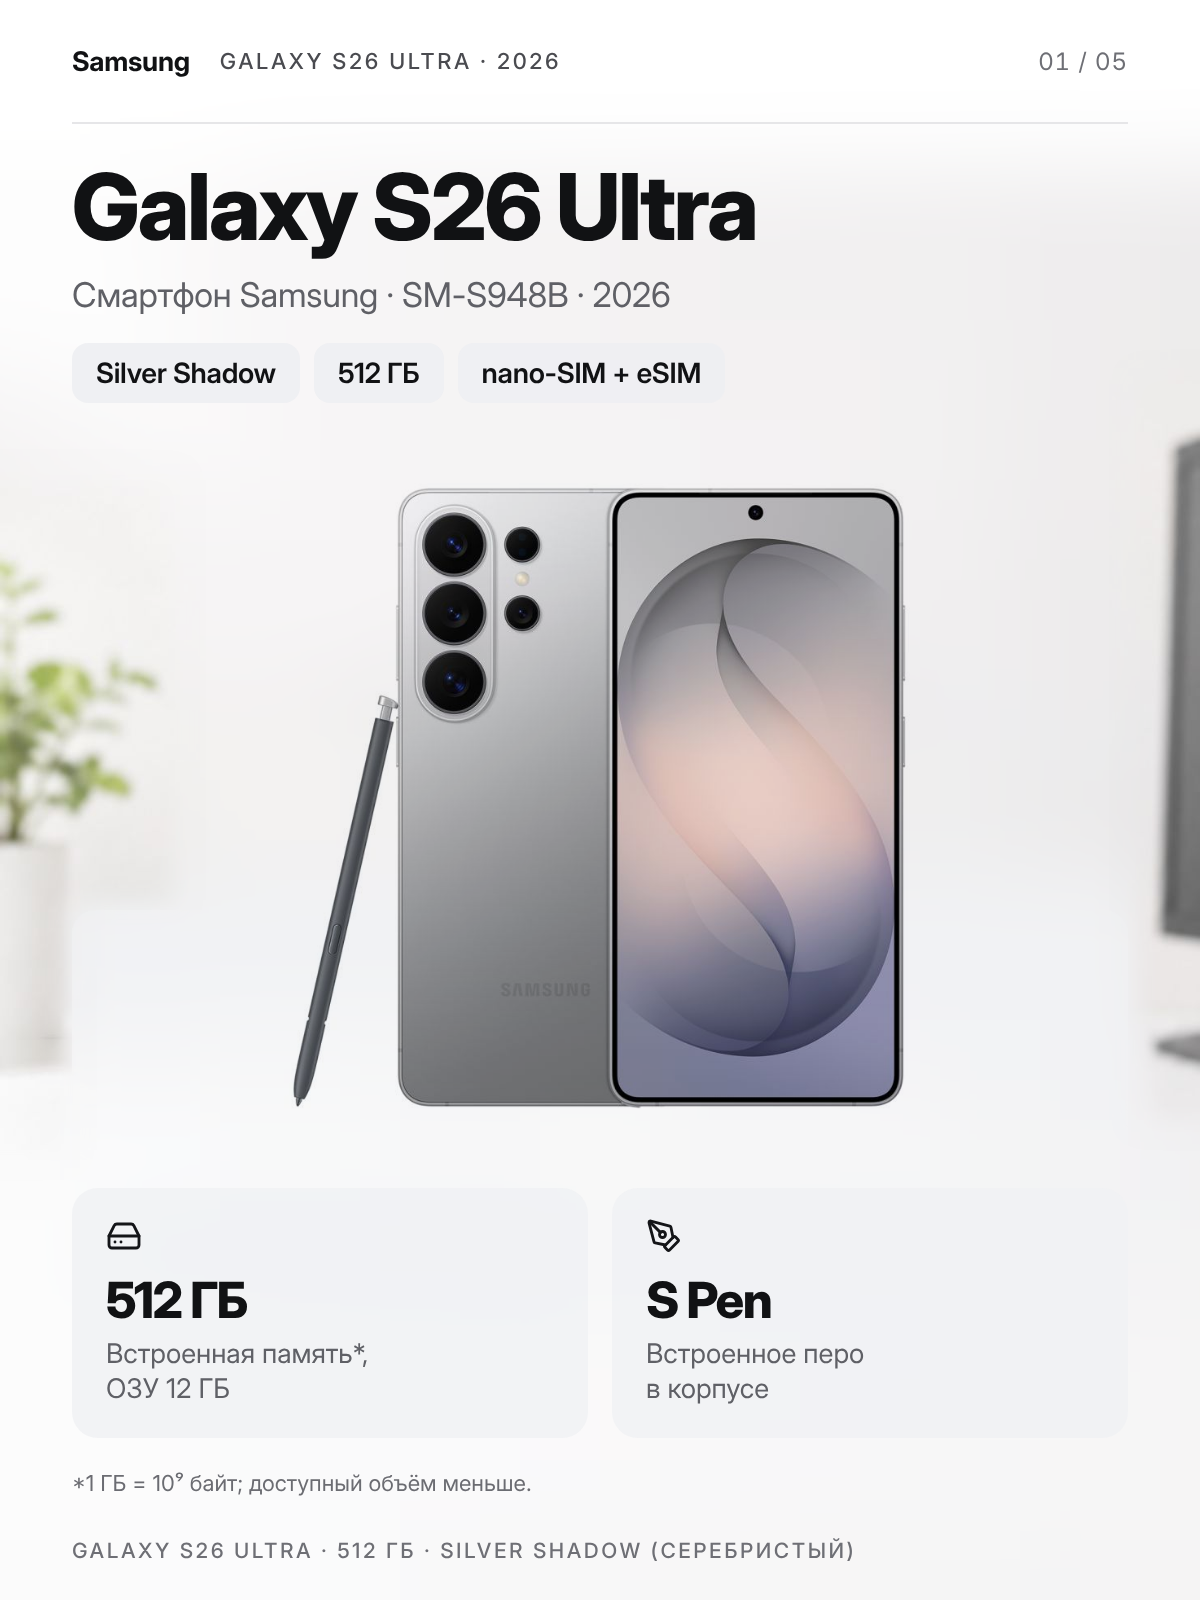 Samsung GALAXY S26 ULTRA · 2026 01 / 05
Galaxy S26 Ultra
Смартфон Samsung · SM-S948B · 2026
Silver Shadow 512 ГБ nano-SIM + eSIM
SAMSUNG
512 ГБ
Встроенная память*,
ОЗУ 12 ГБ
S Pen
Встроенное перо
в корпусе
*1 ГБ = 10⁹ байт; доступный объём меньше.
GALAXY S26 ULTRA · 512 ГБ · SILVER SHADOW (СЕРЕБРИСТЫЙ)